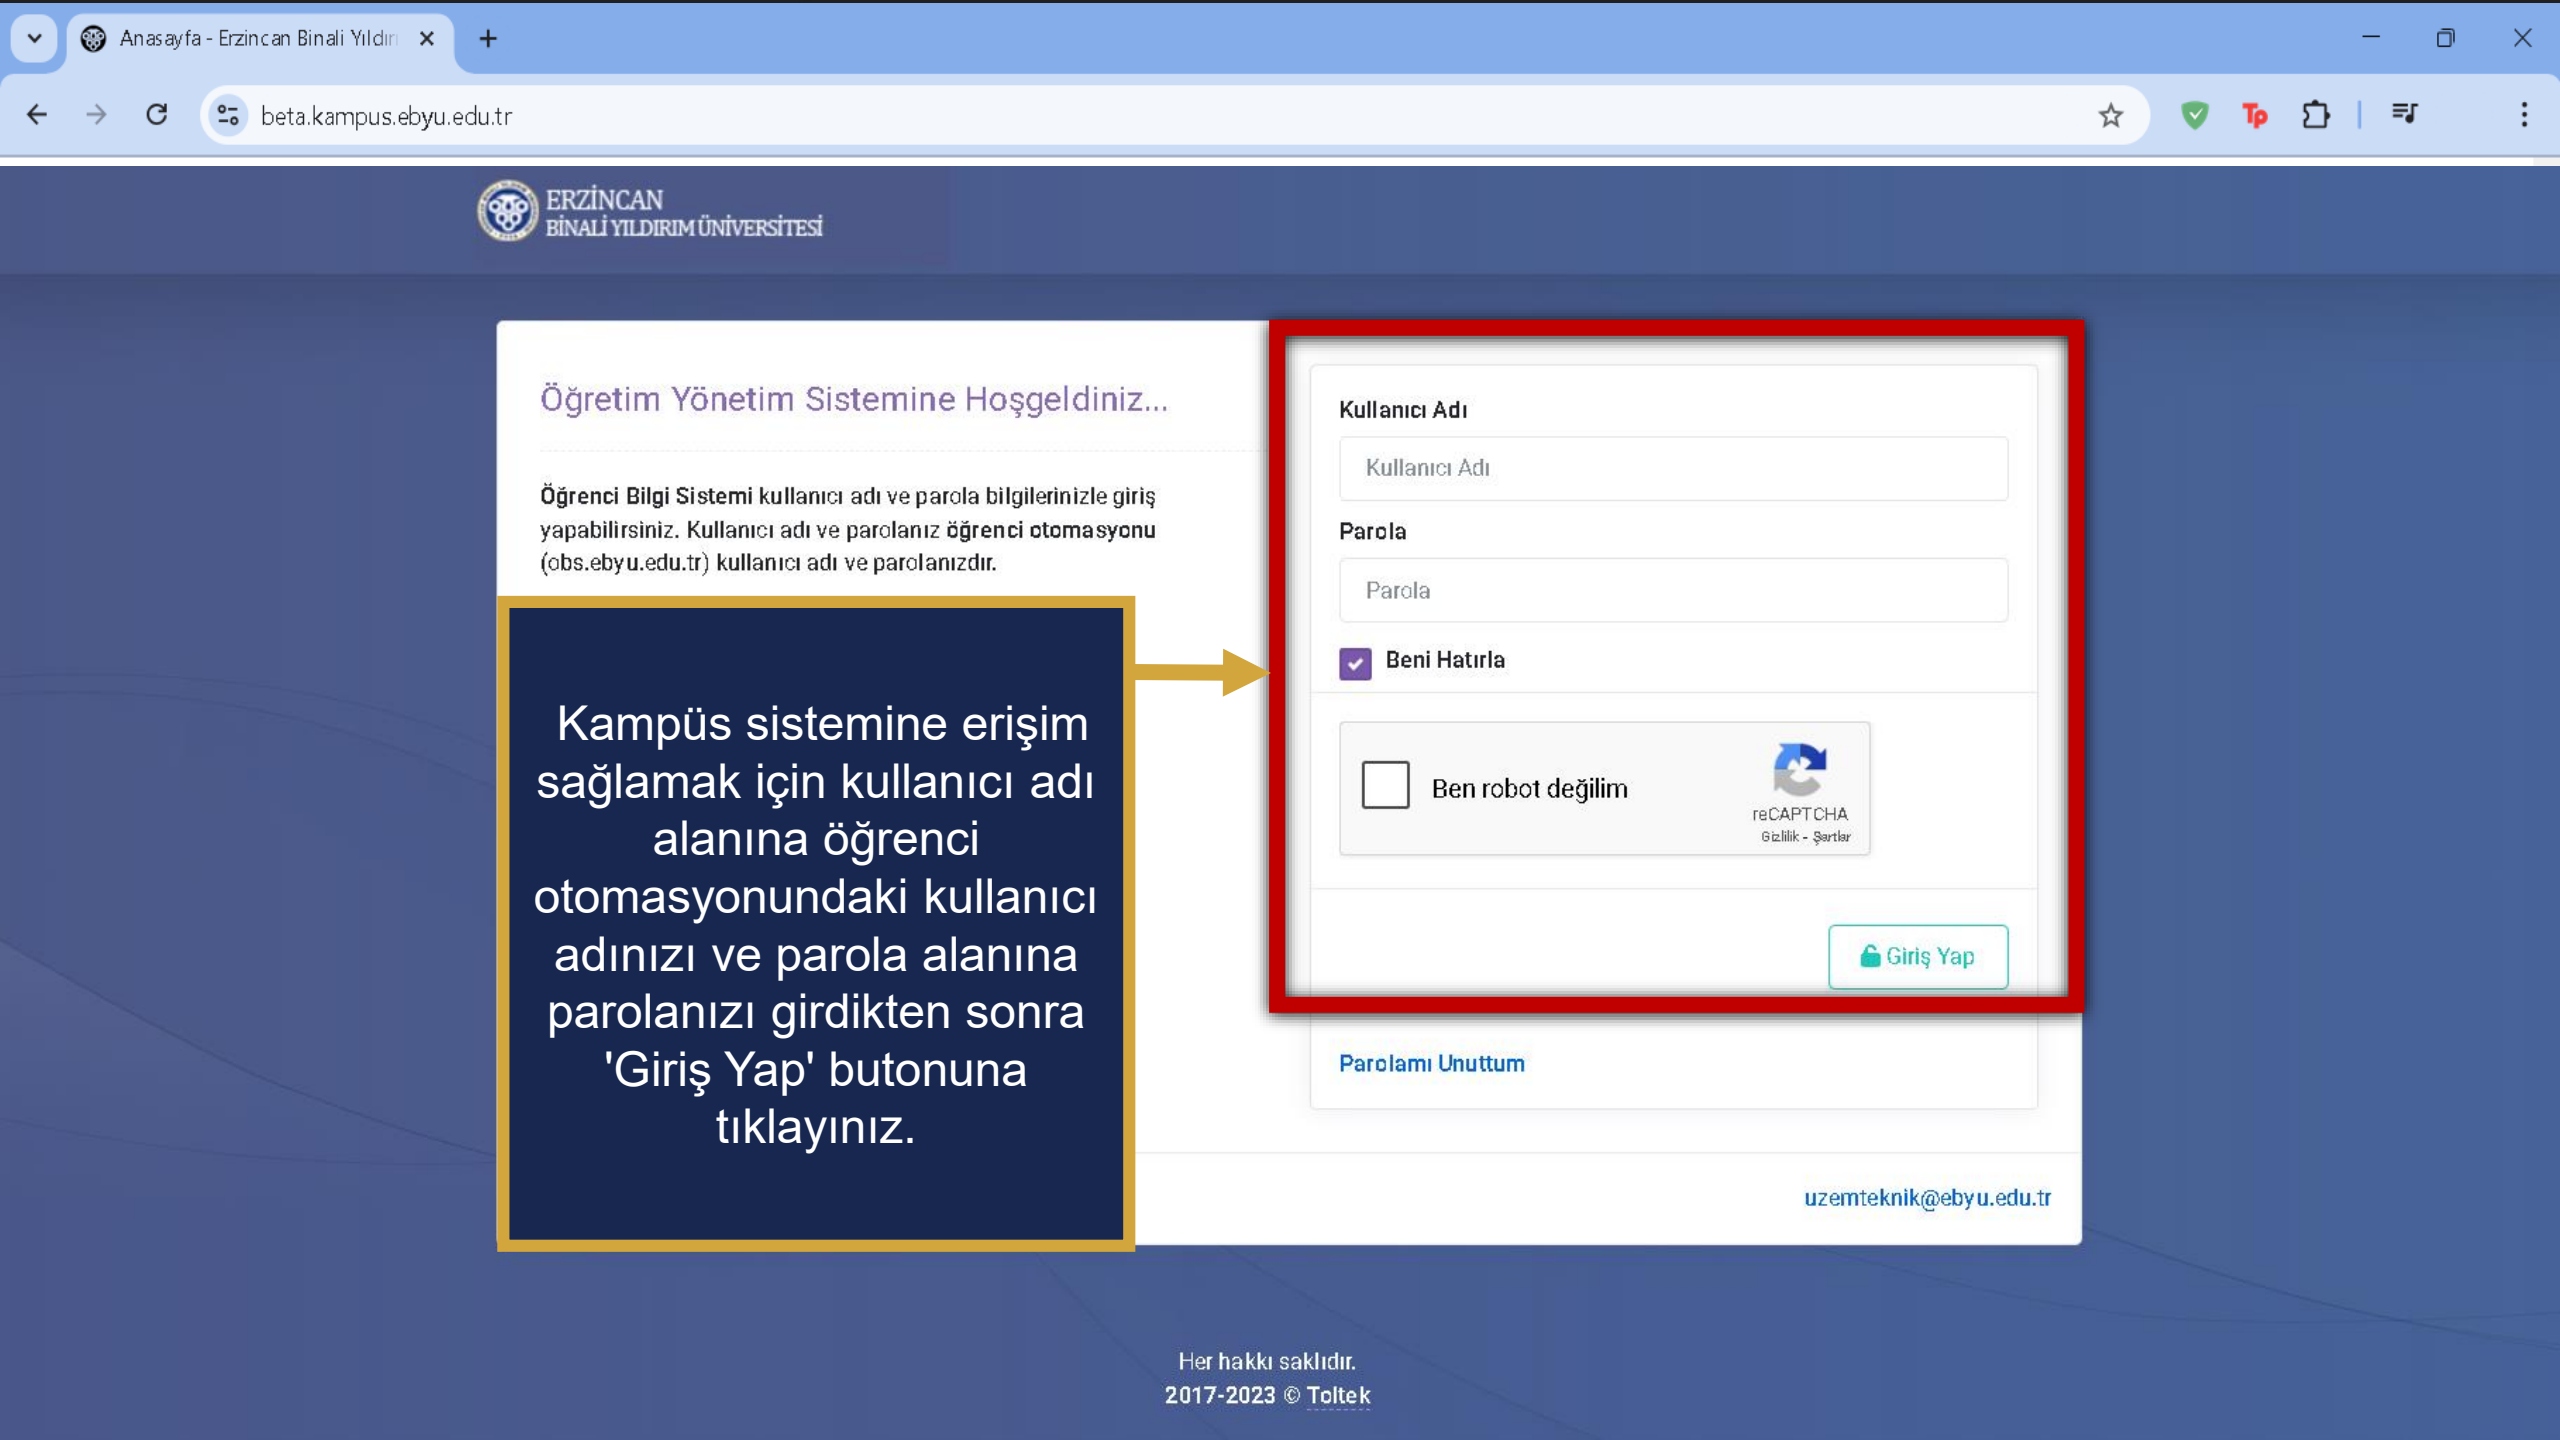 Anasayfa - Erzincan Binali Yıldırı
beta.kampus.ebyu.edu.tr
ERZİNCAN
BİNALİ YILDIRIM ÜNİVERSİTESİ
Öğretim Yönetim Sistemine Hoşgeldiniz...
Öğrenci Bilgi Sistemi kullanıcı adı ve parola bilgilerinizle giriş
yapabilirsiniz. Kullanıcı adı ve parolanız öğrenci otomasyonu
(obs.ebyu.edu.tr) kullanıcı adı ve parolanızdır.
Kampüs sistemine erişim
sağlamak için kullanıcı adı
alanına öğrenci
otomasyonundaki kullanıcı
adınızı ve parola alanına
parolanızı girdikten sonra
'Giriş Yap' butonuna
tıklayınız.
Kullanıcı Adı
Kullanıcı Adı
Parola
Parola
Beni Hatırla
Ben robot değilim
reCAPTCHA
Gizlilik - Şartlar
Giriş Yap
Parolamı Unuttum
uzemteknik@ebyu.edu.tr
Her hakkı saklıdır.
2017-2023 © Toltek